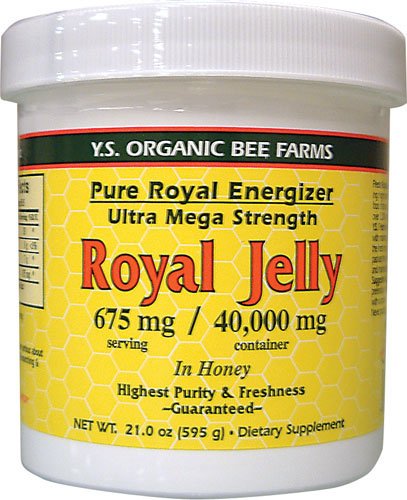 Y.S. ORGANIC BEE FARMS
Pure Royal Energizer
Ultra Mega Strength
Royal Jelly
675 mg / 40,000 mg
serving container
In Honey
Highest Purity & Freshness
~Guaranteed~
NET WT. 21.0 oz (595 g) • Dietary Supplement